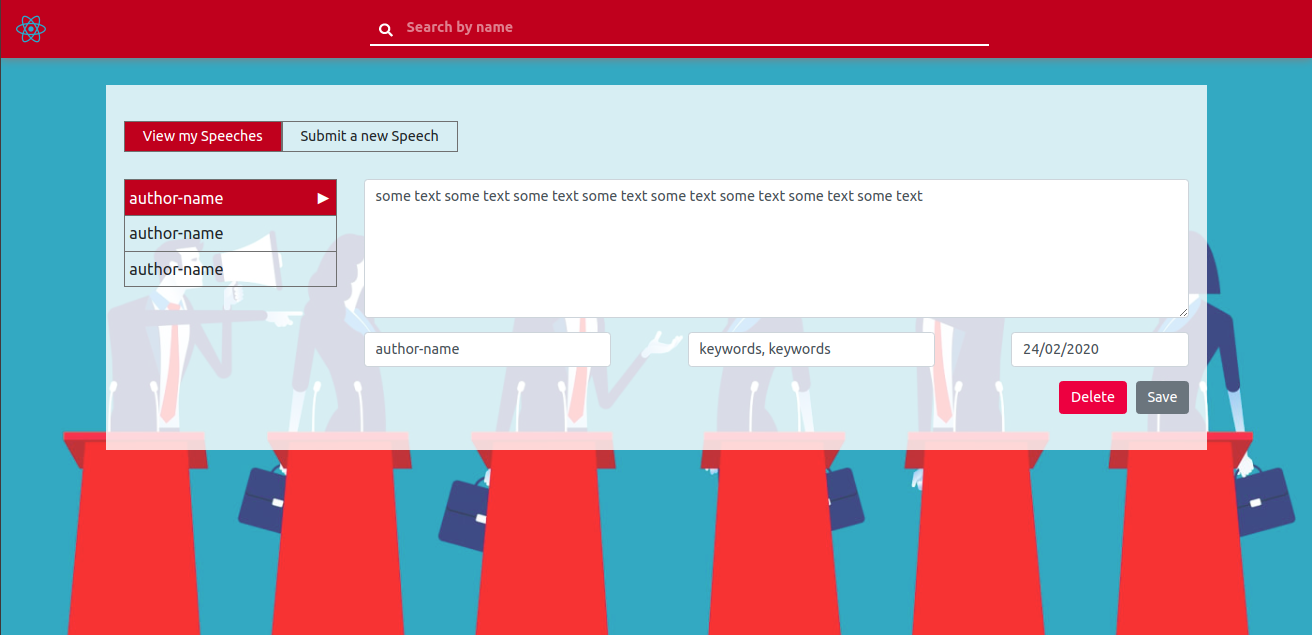 Search by name
View my Speeches Submit a new Speech
author-name ▶
author-name
author-name
some text some text some text some text some text some text some text some text
author-name keywords, keywords 24/02/2020
Delete Save